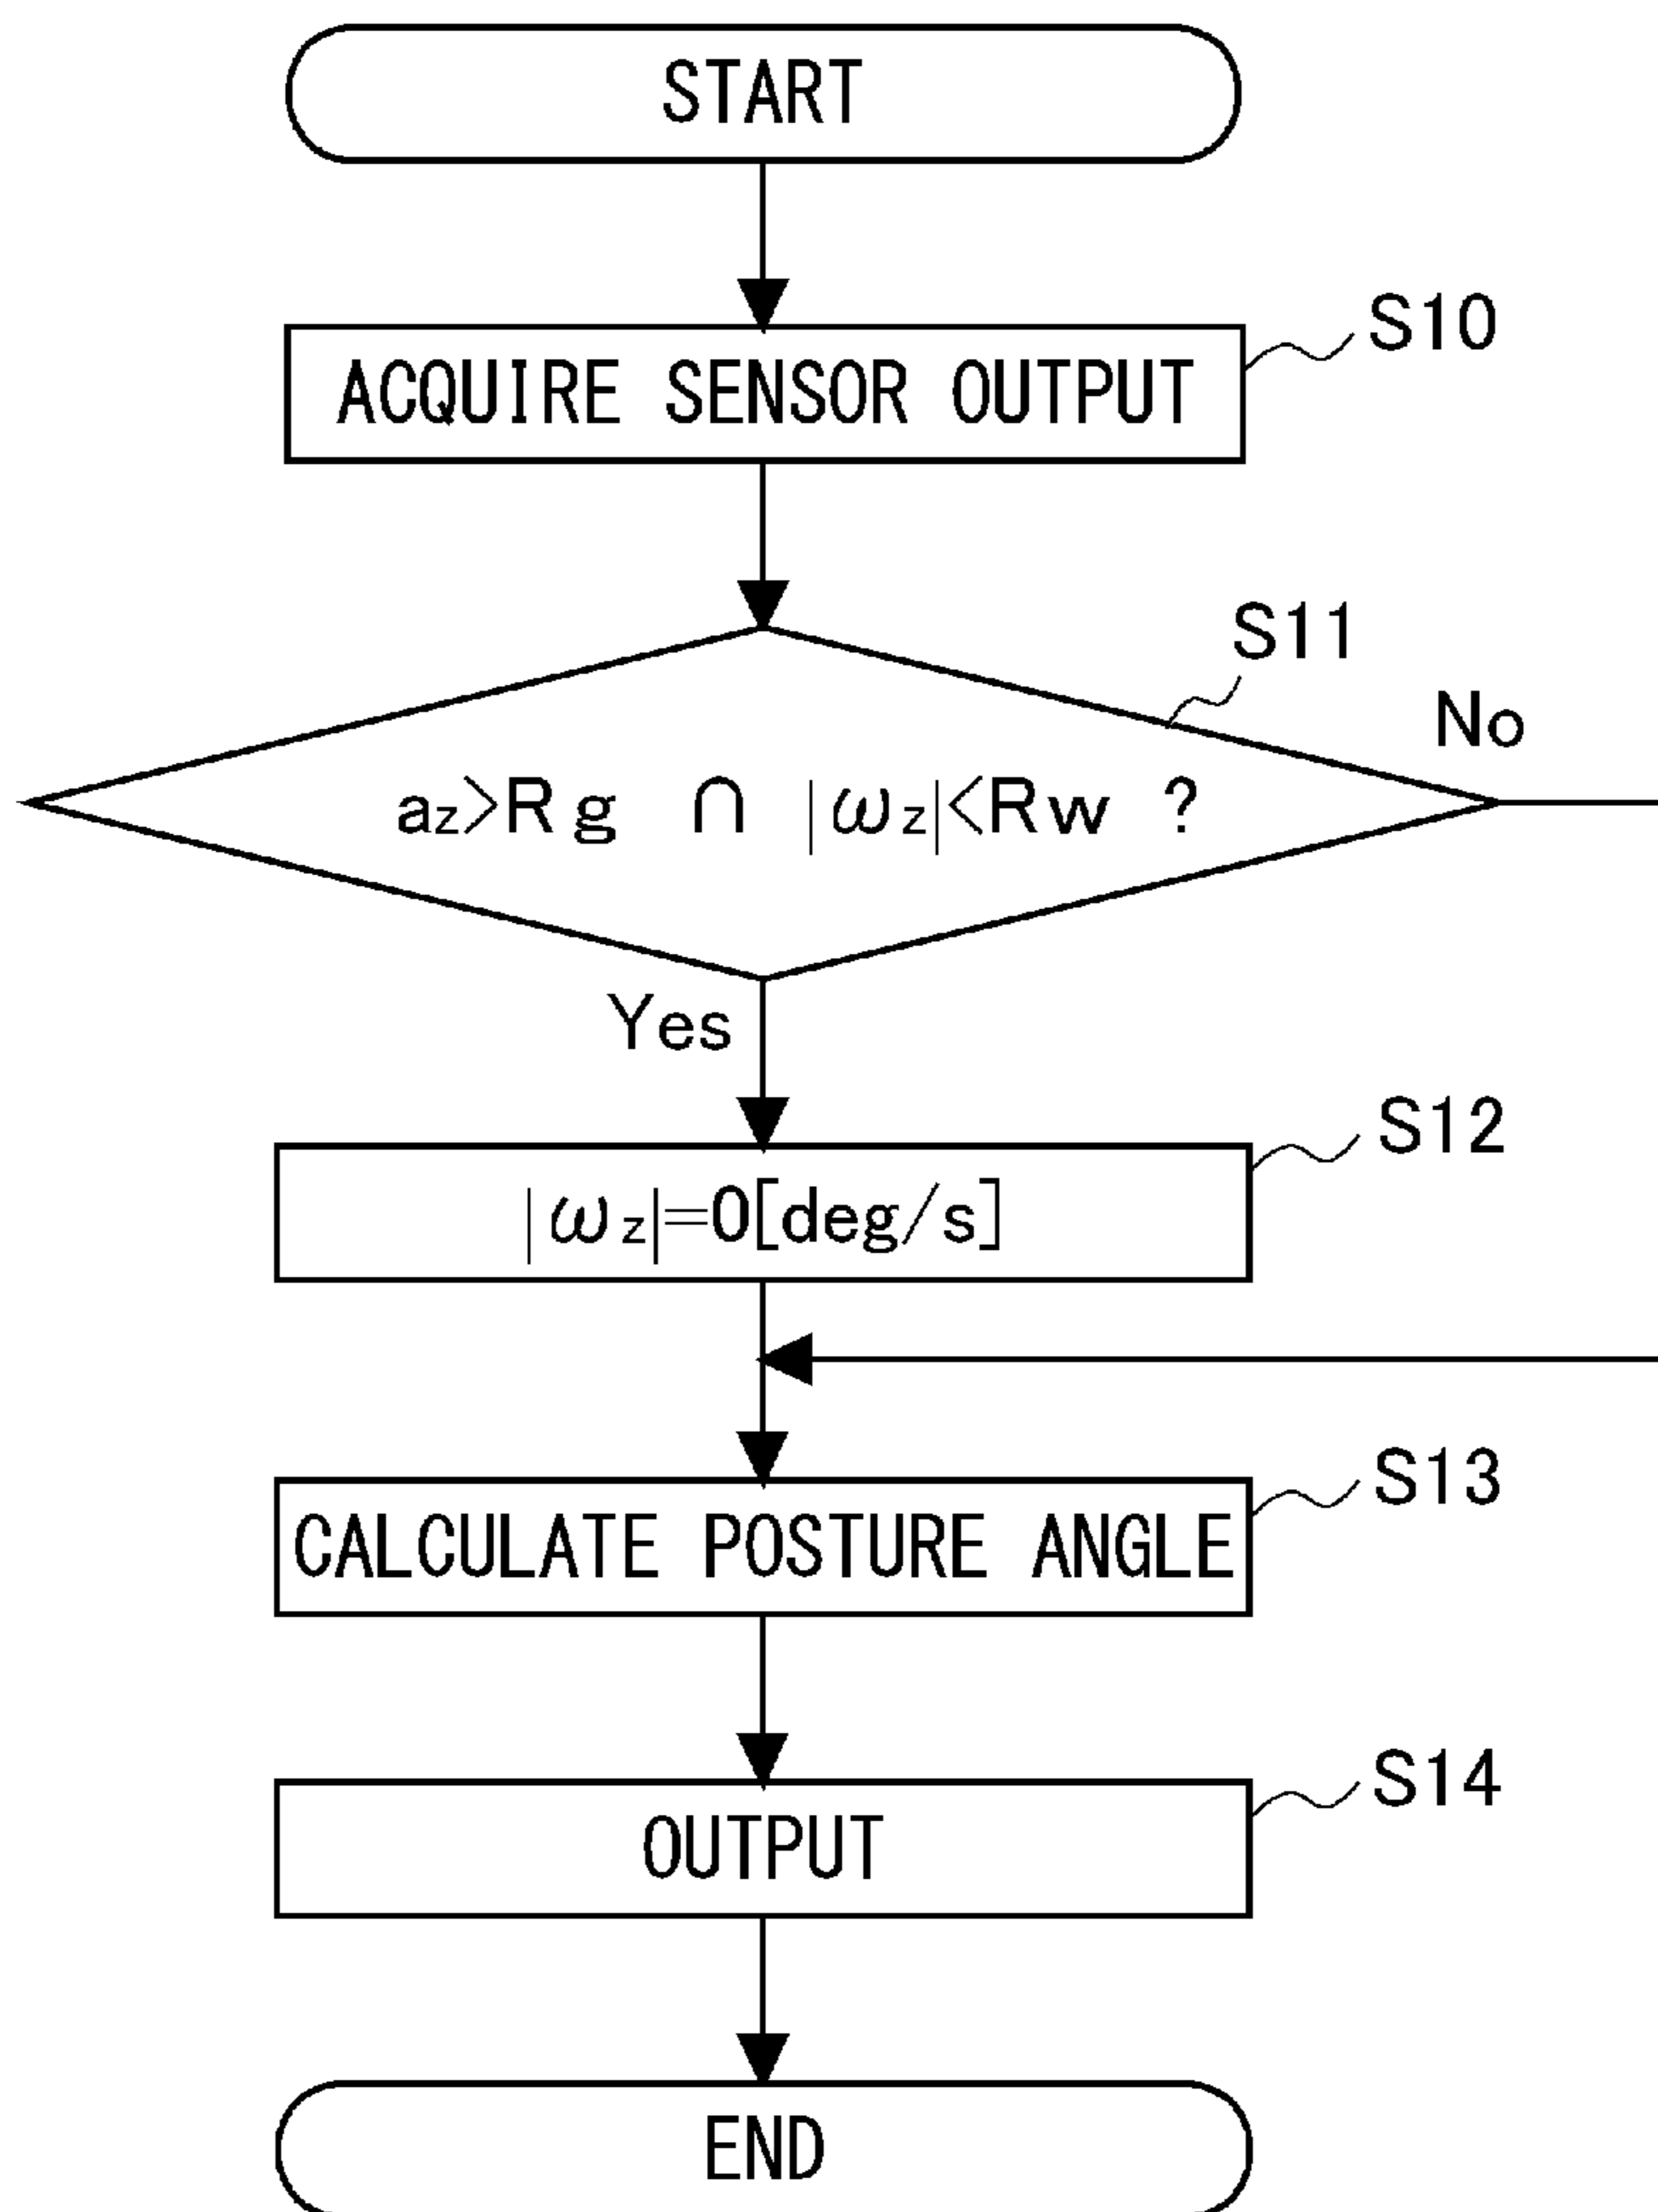 START
S10
ACQUIRE SENSOR OUTPUT
S11
No
az>Rg ∩ |ωz|<Rw ?
Yes
S12
|ωz|=0[deg/s]
S13
CALCULATE POSTURE ANGLE
S14
OUTPUT
END